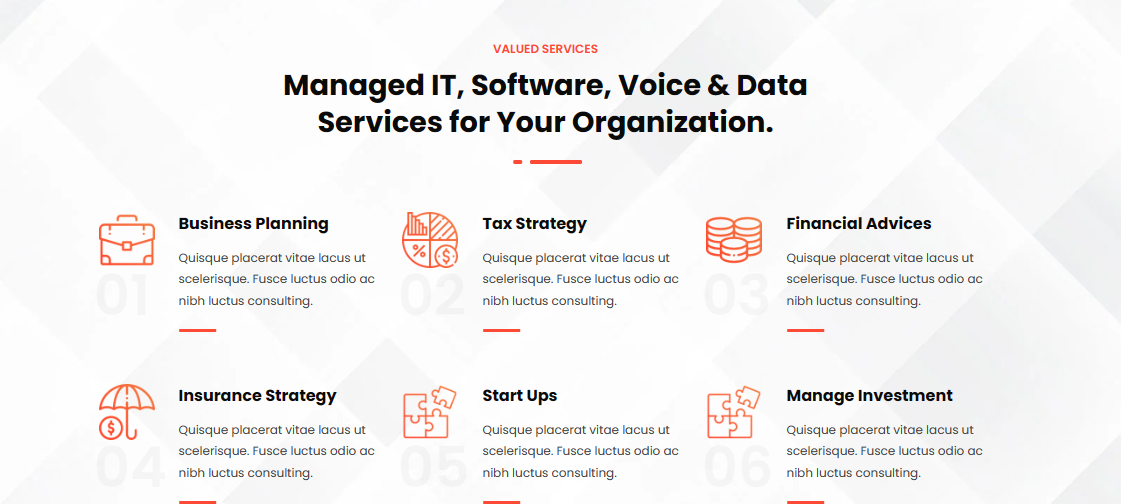 VALUED SERVICES
Managed IT, Software, Voice & Data
Services for Your Organization.
Business Planning
Quisque placerat vitae lacus ut
scelerisque. Fusce luctus odio ac
nibh luctus consulting.
01
Tax Strategy
Quisque placerat vitae lacus ut
scelerisque. Fusce luctus odio ac
nibh luctus consulting.
%
$
02
Financial Advices
Quisque placerat vitae lacus ut
scelerisque. Fusce luctus odio ac
nibh luctus consulting.
03
Insurance Strategy
Quisque placerat vitae lacus ut
scelerisque. Fusce luctus odio ac
nibh luctus consulting.
$
04
Start Ups
Quisque placerat vitae lacus ut
scelerisque. Fusce luctus odio ac
nibh luctus consulting.
05
Manage Investment
Quisque placerat vitae lacus ut
scelerisque. Fusce luctus odio ac
nibh luctus consulting.
06